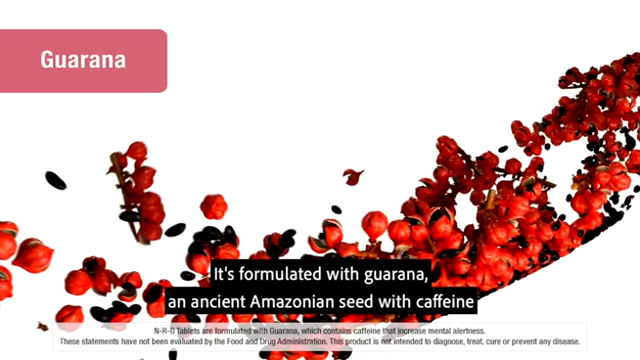 Guarana
It's formulated with guarana,
an ancient Amazonian seed with caffeine
N-R-G Tablets are formulated with Guarana, which contains caffeine that increase mental alertness.
These statements have not been evaluated by the Food and Drug Administration. This product is not intended to diagnose, treat, cure or prevent any disease.